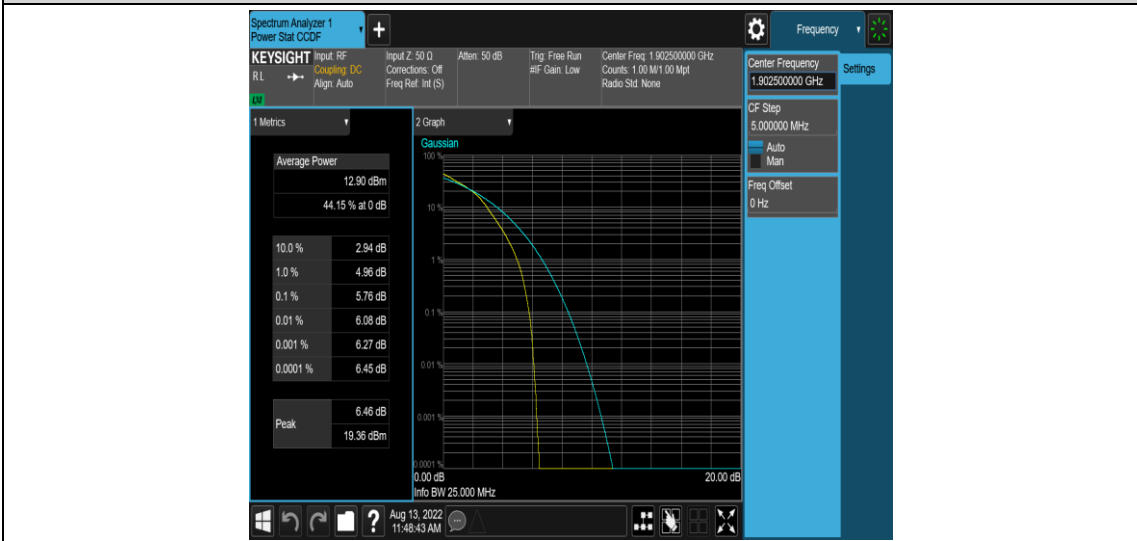 Spectrum Analyzer 1
Power Stat CCDF
+
Frequency
KEYSIGHT
RL
LXI
Input: RF
Coupling: DC
Align: Auto
Input Z: 50 Ω
Corrections: Off
Freq Ref: Int (S)
Atten: 50 dB
Trig: Free Run
#IF Gain: Low
Center Freq: 1.902500000 GHz
Counts: 1.00 M/1.00 Mpt
Radio Std: None
Center Frequency
1.902500000 GHz
Settings
CF Step
5.000000 MHz
Auto
Man
Freq Offset
0 Hz
1 Metrics
Average Power
12.90 dBm
44.15 % at 0 dB
10.0 % 2.94 dB
1.0 % 4.96 dB
0.1 % 5.76 dB
0.01 % 6.08 dB
0.001 % 6.27 dB
0.0001 % 6.45 dB
Peak 6.46 dB
19.36 dBm
2 Graph
Gaussian
100 %
10 %
1 %
0.1 %
0.01 %
0.001 %
0.0001 %
0.00 dB 20.00 dB
Info BW 25.000 MHz
?
Aug 13, 2022
11:48:43 AM